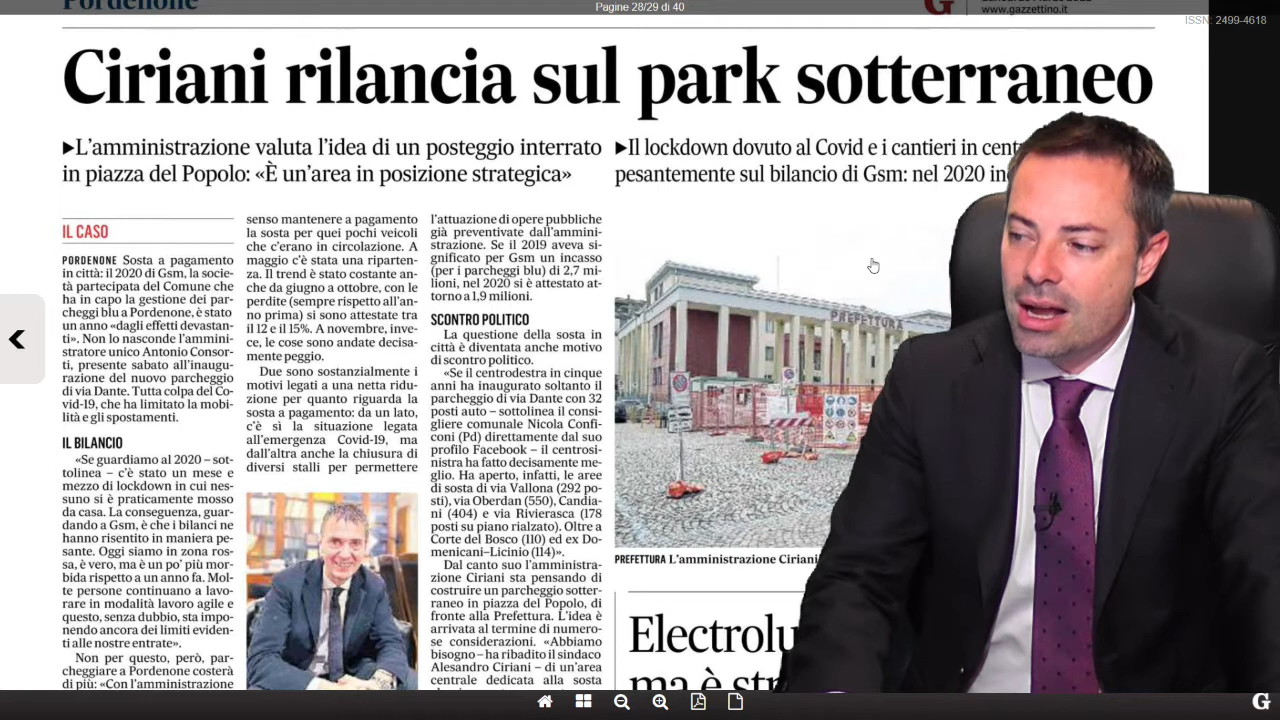 Pagine 28/29 di 40
Pordenone
www.gazzettino.it
ISSN: 2499-4618
Ciriani rilancia sul park sotterraneo
►L'amministrazione valuta l'idea di un posteggio interrato
in piazza del Popolo: «È un'area in posizione strategica»
►Il lockdown dovuto al Covid e i cantieri in
pesantemente sul bilancio di Gsm: nel 2020
IL CASO
PORDENONE Sosta a pagamento
in città: il 2020 di Gsm, la socie-
tà partecipata del Comune che
ha in capo la gestione dei par-
cheggi blu a Pordenone, è stato
un anno «dagli effetti devastan-
ti». Non lo nasconde l'ammini-
stratore unico Antonio Consor-
ti, presente sabato all'inaugu-
razione del nuovo parcheggio
di via Dante. Tutta colpa del Co-
vid-19, che ha limitato la mobi-
lità e gli spostamenti.
IL BILANCIO
«Se guardiamo al 2020 – sot-
tolinea – c'è stato un mese e
mezzo di lockdown in cui nes-
suno si è praticamente mosso
da casa. La conseguenza, guar-
dando a Gsm, è che i bilanci ne
hanno risentito in maniera pe-
sante. Oggi siamo in zona ros-
sa, è vero, ma è un po' più mor-
bida rispetto a un anno fa. Mol-
te persone continuano a lavo-
rare in modalità lavoro agile e
questo, senza dubbio, sta impo-
nendo ancora dei limiti eviden-
ti alle nostre entrate».
Non per questo, però, par-
cheggiare a Pordenone costerà
di più: «Con l'amministrazione
senso mantenere a pagamento
la sosta per quei pochi veicoli
che c'erano in circolazione. A
maggio c'è stata una riparten-
za. Il trend è stato costante an-
che da giugno a ottobre, con le
perdite (sempre rispetto all'an-
no prima) si sono attestate tra
il 12 e il 15%. A novembre, inve-
ce, le cose sono andate decisa-
mente peggio.
Due sono sostanzialmente i
motivi legati a una netta ridu-
zione per quanto riguarda la
sosta a pagamento: da un lato,
c'è sì la situazione legata
all'emergenza Covid-19, ma
dall'altra anche la chiusura di
diversi stalli per permettere
l'attuazione di opere pubbliche
già preventivate dall'ammini-
strazione. Se il 2019 aveva si-
gnificato per Gsm un incasso
(per i parcheggi blu) di 2,7 mi-
lioni, nel 2020 si è attestato at-
torno a 1,9 milioni.
SCONTRO POLITICO
La questione della sosta in
città è diventata anche motivo
di scontro politico.
«Se il centrodestra in cinque
anni ha inaugurato soltanto il
parcheggio di via Dante con 32
posti auto – sottolinea il consi-
gliere comunale Nicola Conffi-
coni (Pd) direttamente dal suo
profilo Facebook – il centrosi-
nistra ha fatto decisamente me-
glio. Ha aperto, infatti, le aree
di sosta di via Vallona (292 po-
sti), via Oberdan (550), Candia-
ni (404) e via Rivierasca (178
posti su piano rialzato). Oltre a
Corte del Bosco (110) ed ex Do-
menicani–Licinio (114)».
Dal canto suo l'amministra-
zione Ciriani sta pensando di
costruire un parcheggio sotter-
raneo in piazza del Popolo, di
fronte alla Prefettura. L'idea è
arrivata al termine di numero-
se considerazioni. «Abbiamo
bisogno – ha ribadito il sindaco
Alesandro Ciriani – di un'area
centrale dedicata alla sosta
PREFETTURA
PREFETTURA L'amministrazione Ciriani
ma è
G